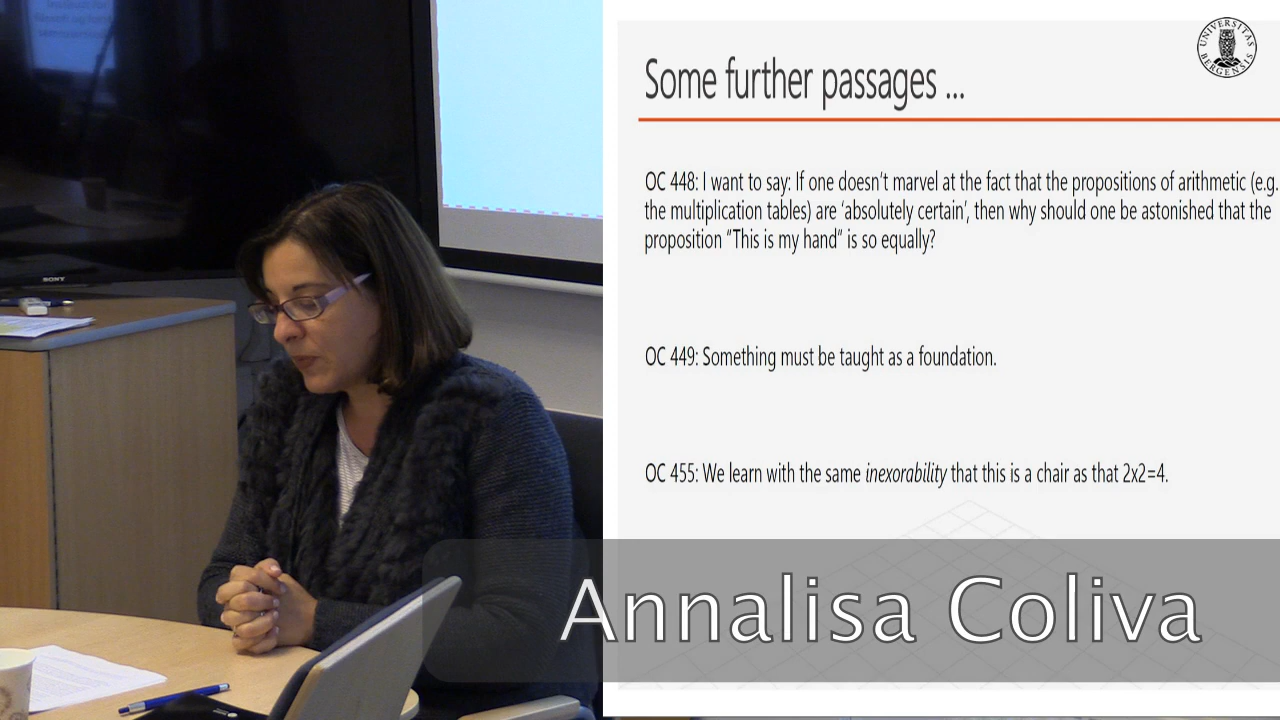 Some further passages ...
UNIVERSITAS BERGENSIS
OC 448: I want to say: If one doesn't marvel at the fact that the propositions of arithmetic (e.g.
the multiplication tables) are 'absolutely certain', then why should one be astonished that the
proposition "This is my hand" is so equally?
OC 449: Something must be taught as a foundation.
OC 455: We learn with the same inexorability that this is a chair as that 2x2=4.
SONY
Annalisa Coliva